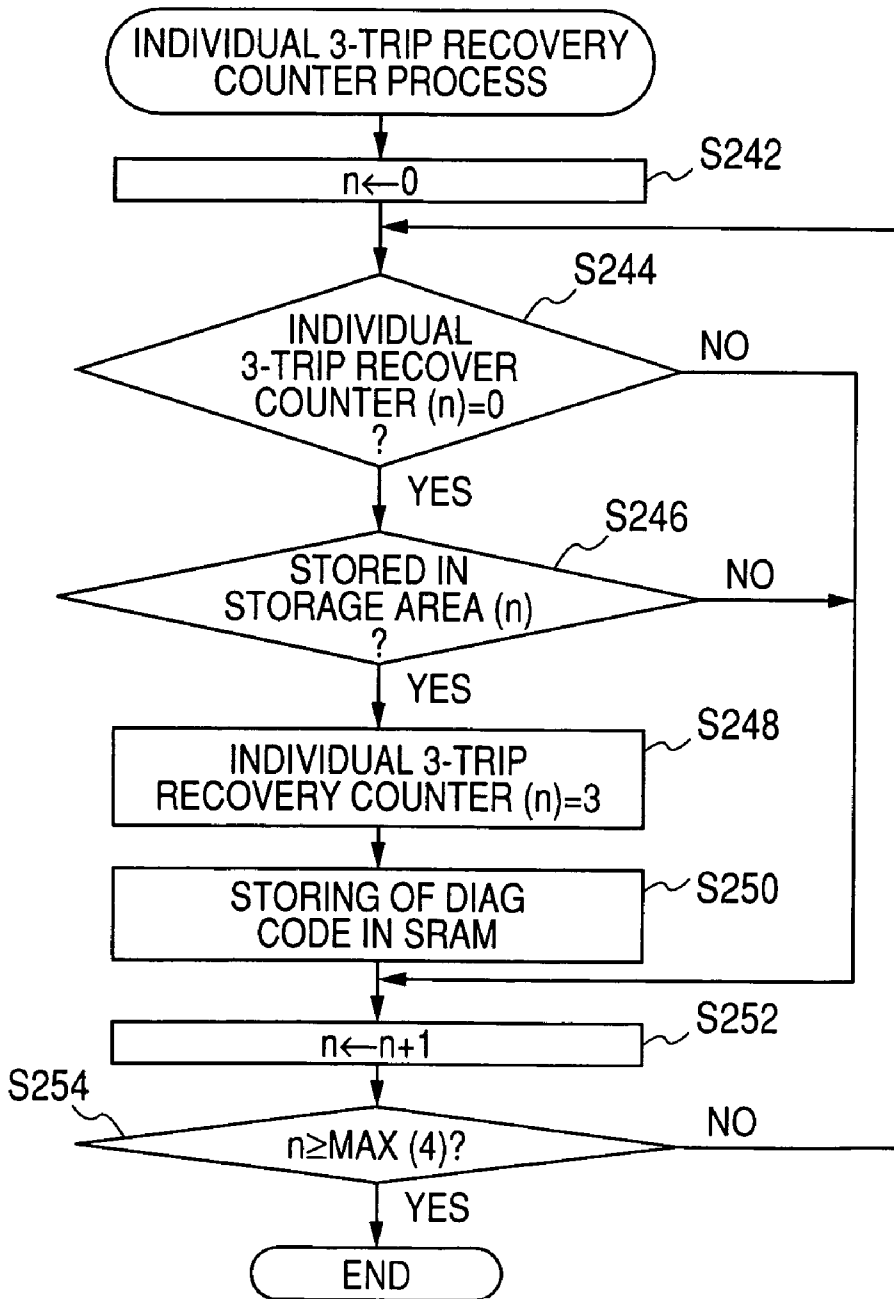 INDIVIDUAL 3-TRIP RECOVERY
COUNTER PROCESS
S242
n←0
S244
INDIVIDUAL
3-TRIP RECOVER
COUNTER (n)=0
?
NO
YES
S246
STORED IN
STORAGE AREA (n)
?
NO
YES
S248
INDIVIDUAL 3-TRIP
RECOVERY COUNTER (n)=3
S250
STORING OF DIAG
CODE IN SRAM
S252
n←n+1
S254
n≥MAX (4)?
NO
YES
END